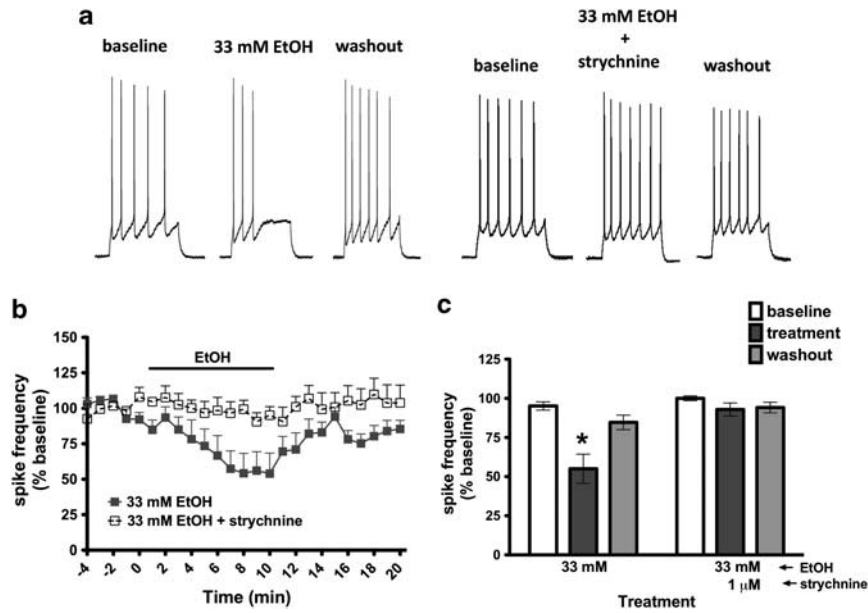 a
baseline
33 mM EtOH
washout
baseline
33 mM EtOH
+
strychnine
washout
b
150
125
100
75
50
25
0
spike frequency
(% baseline)
EtOH
33 mM EtOH
33 mM EtOH + strychnine
-4 -2 0 2 4 6 8 10 12 14 16 18 20
Time (min)
c
baseline
treatment
washout
125
100
75
50
25
0
spike frequency
(% baseline)
*
33 mM
33 mM ← EtOH
1 μM ← strychnine
Treatment